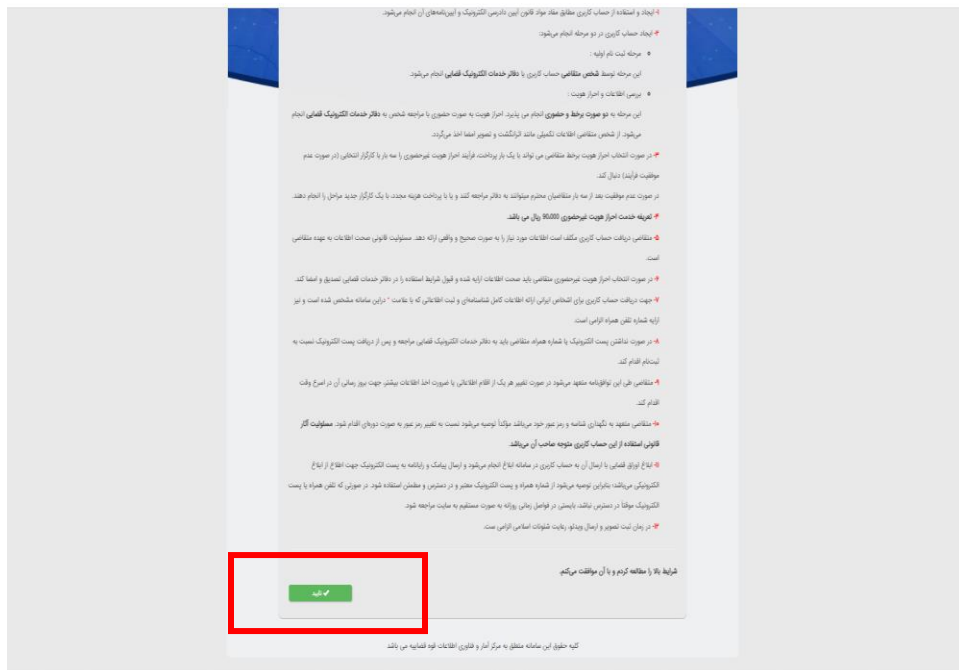 ۱- ایجاد و استفاده از حساب کاربری مطابق مفاد مواد قانون آیین دادرسی الکترونیک و آیین‌نامه‌های آن انجام می‌شود.
۲- ایجاد حساب کاربری در دو مرحله انجام می‌شود:
مرحله ثبت نام اولیه :
این مرحله توسط شخص متقاضی حساب کاربری یا دفاتر خدمات الکترونیک قضایی انجام می‌شود.
بررسی اطلاعات و احراز هویت :
این مرحله به دو صورت برخط و حضوری انجام می پذیرد. احراز هویت به صورت حضوری با مراجعه شخص به دفاتر خدمات الکترونیک قضایی انجام
می‌شود. از شخص متقاضی اطلاعات تکمیلی مانند اثرانگشت و تصویر امضا اخذ می‌گردد.
۳- در صورت انتخاب احراز هویت برخط متقاضی می تواند با یک بار پرداخت، فرآیند احراز هویت غیرحضوری را سه بار با کارگزار انتخابی (در صورت عدم
موفقیت فرآیند) دنبال کند.
در صورت عدم موفقیت بعد از سه بار متقاضیان محترم میتوانند به دفاتر مراجعه کنند و یا با پرداخت هزینه مجدد، با یک کارگزار جدید مراحل را انجام دهند.
۴- تعریفه خدمت احراز هویت غیرحضوری 90،000 ریال می باشد.
۵- متقاضی دریافت حساب کاربری مکلف است اطلاعات مورد نیاز را به صورت صحیح و واقعی ارائه دهد. مسئولیت قانونی صحت اطلاعات به عهده متقاضی
است.
۶- در صورت انتخاب احراز هویت غیرحضوری متقاضی باید صحت اطلاعات ارایه شده و قبول شرایط استفاده را در دفاتر خدمات قضایی تصدیق و امضا کند.
۷- جهت دریافت حساب کاربری برای اشخاص ایرانی ارائه اطلاعات کامل شناسنامه‌ای و ثبت اطلاعاتی که با علامت * دراین سامانه مشخص شده است و نیز
ارایه شماره تلفن همراه الزامی است.
۸- در صورت نداشتن پست الکترونیک یا شماره همراه، متقاضی باید به دفاتر خدمات الکترونیک قضایی مراجعه و پس از دریافت پست الکترونیک نسبت به
ثبت‌نام اقدام کند.
۹- متقاضی طی این توافق‌نامه متعهد می‌شود در صورت تغییر هر یک از اقلام اطلاعاتی یا ضرورت اخذ اطلاعات بیشتر، جهت بروز رسانی آن در اسرع وقت
اقدام کند.
۱۰- متقاضی متعهد به نگهداری شناسه و رمز عبور خود می‌باشد مؤکداً توصیه می‌شود نسبت به تغییر رمز عبور به صورت دوره‌ای اقدام شود. مسئولیت آثار
قانونی استفاده از این حساب کاربری متوجه صاحب آن می‌باشد.
۱۱- ابلاغ اوراق قضایی با ارسال آن به حساب کاربری در سامانه ابلاغ انجام می‌شود و ارسال پیامک و رایانامه به پست الکترونیک جهت اطلاع از ابلاغ
الکترونیکی می‌باشد؛ بنابراین توصیه می‌شود از شماره همراه و پست الکترونیک معتبر و در دسترس و مطمئن استفاده شود. در صورتی که تلفن همراه یا پست
الکترونیک موقتاً در دسترس نباشد، بایستی در فواصل زمانی روزانه به صورت مستقیم به سایت مراجعه شود.
۱۲- در زمان ثبت تصویر و ارسال ویدئو، رعایت شئونات اسلامی الزامی ست.
شرایط بالا را مطالعه کردم و با آن موافقت می‌کنم.
تایید
کلیه حقوق این سامانه متعلق به مرکز آمار و فناوری اطلاعات قوه قضاییه می باشد